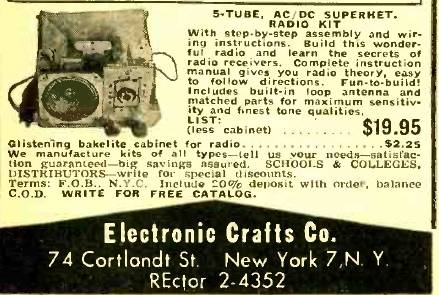 5-TUBE, AC/DC SUPERHET.
RADIO KIT
With step-by-step assembly and wir-
ing instructions. Build this wonder-
ful radio and learn the secrets of
radio receivers. Complete instruction
manual gives you radio theory, easy
to follow directions. Fun-to-build!
Includes built-in loop antenna and
matched parts for maximum sensitiv-
ity and finest tone qualities.
LIST:
(less cabinet) ......... $19.95
Glistening bakelite cabinet for radio.................$2.25
We manufacture kits of all types—tell us your needs—satisfac-
tion guaranteed—big savings assured. SCHOOLS & COLLEGES,
DISTRIBUTORS—write for special discounts.
Terms: F.O.B. N.Y.C. Include 20% deposit with order, balance
C.O.D. WRITE FOR FREE CATALOG.
Electronic Crafts Co.
74 Cortlandt St. New York 7, N. Y.
REctor 2-4352